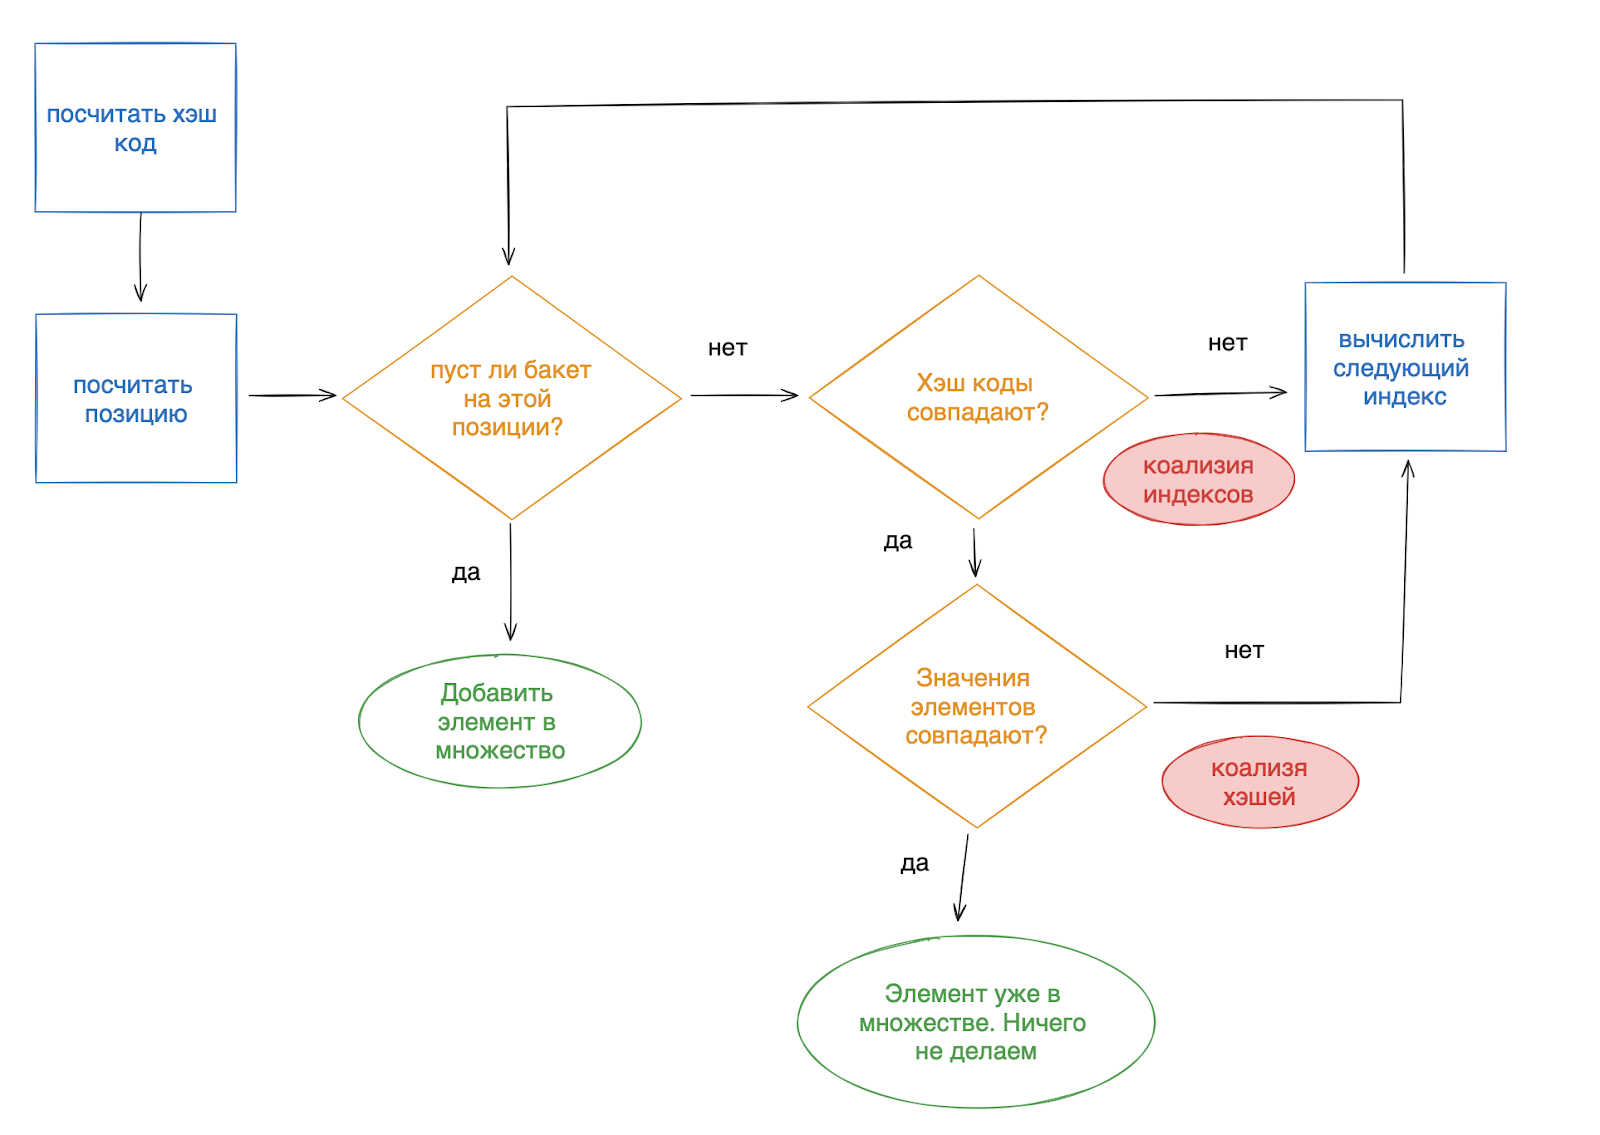 посчитать хэш
код
посчитать
позицию
пуст ли бакет
на этой
позиции?
нет
Хэш коды
совпадают?
нет
вычислить
следующий
индекс
коализия
индексов
да
да
Добавить
элемент в
множество
Значения
элементов
совпадают?
нет
коализя
хэшей
да
Элемент уже в
множестве. Ничего
не делаем